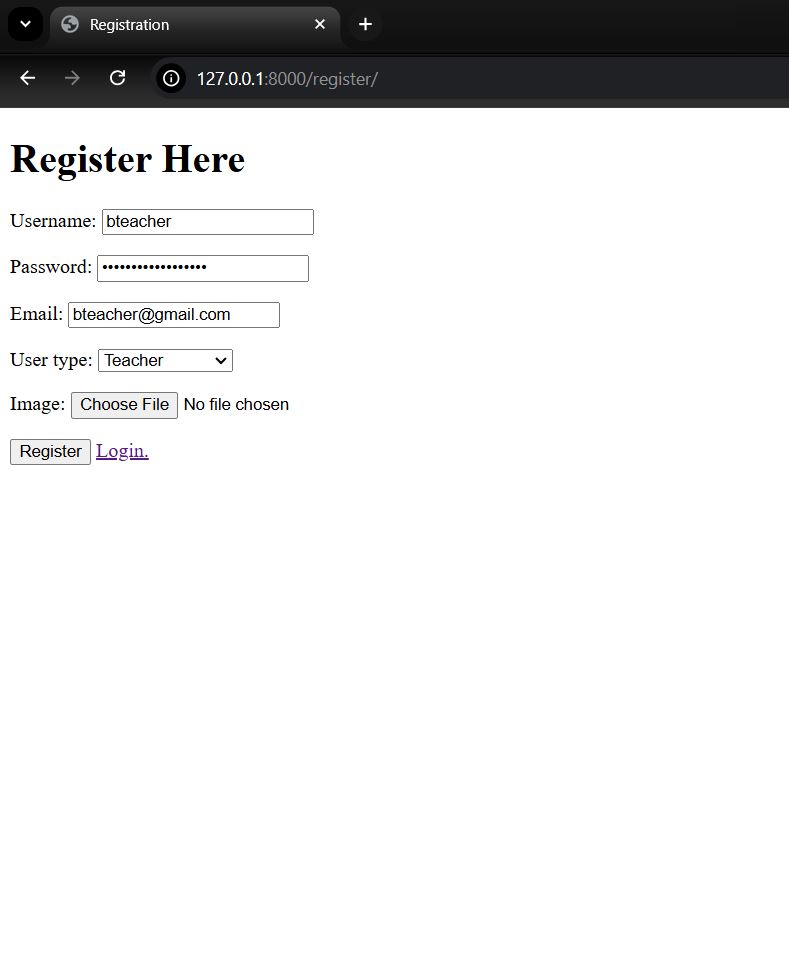 Registration
127.0.0.1:8000/register/
Register Here
Username: bteacher
Password: ••••••••••••••••••
Email: bteacher@gmail.com
User type: Teacher
Image: Choose File No file chosen
Register Login.